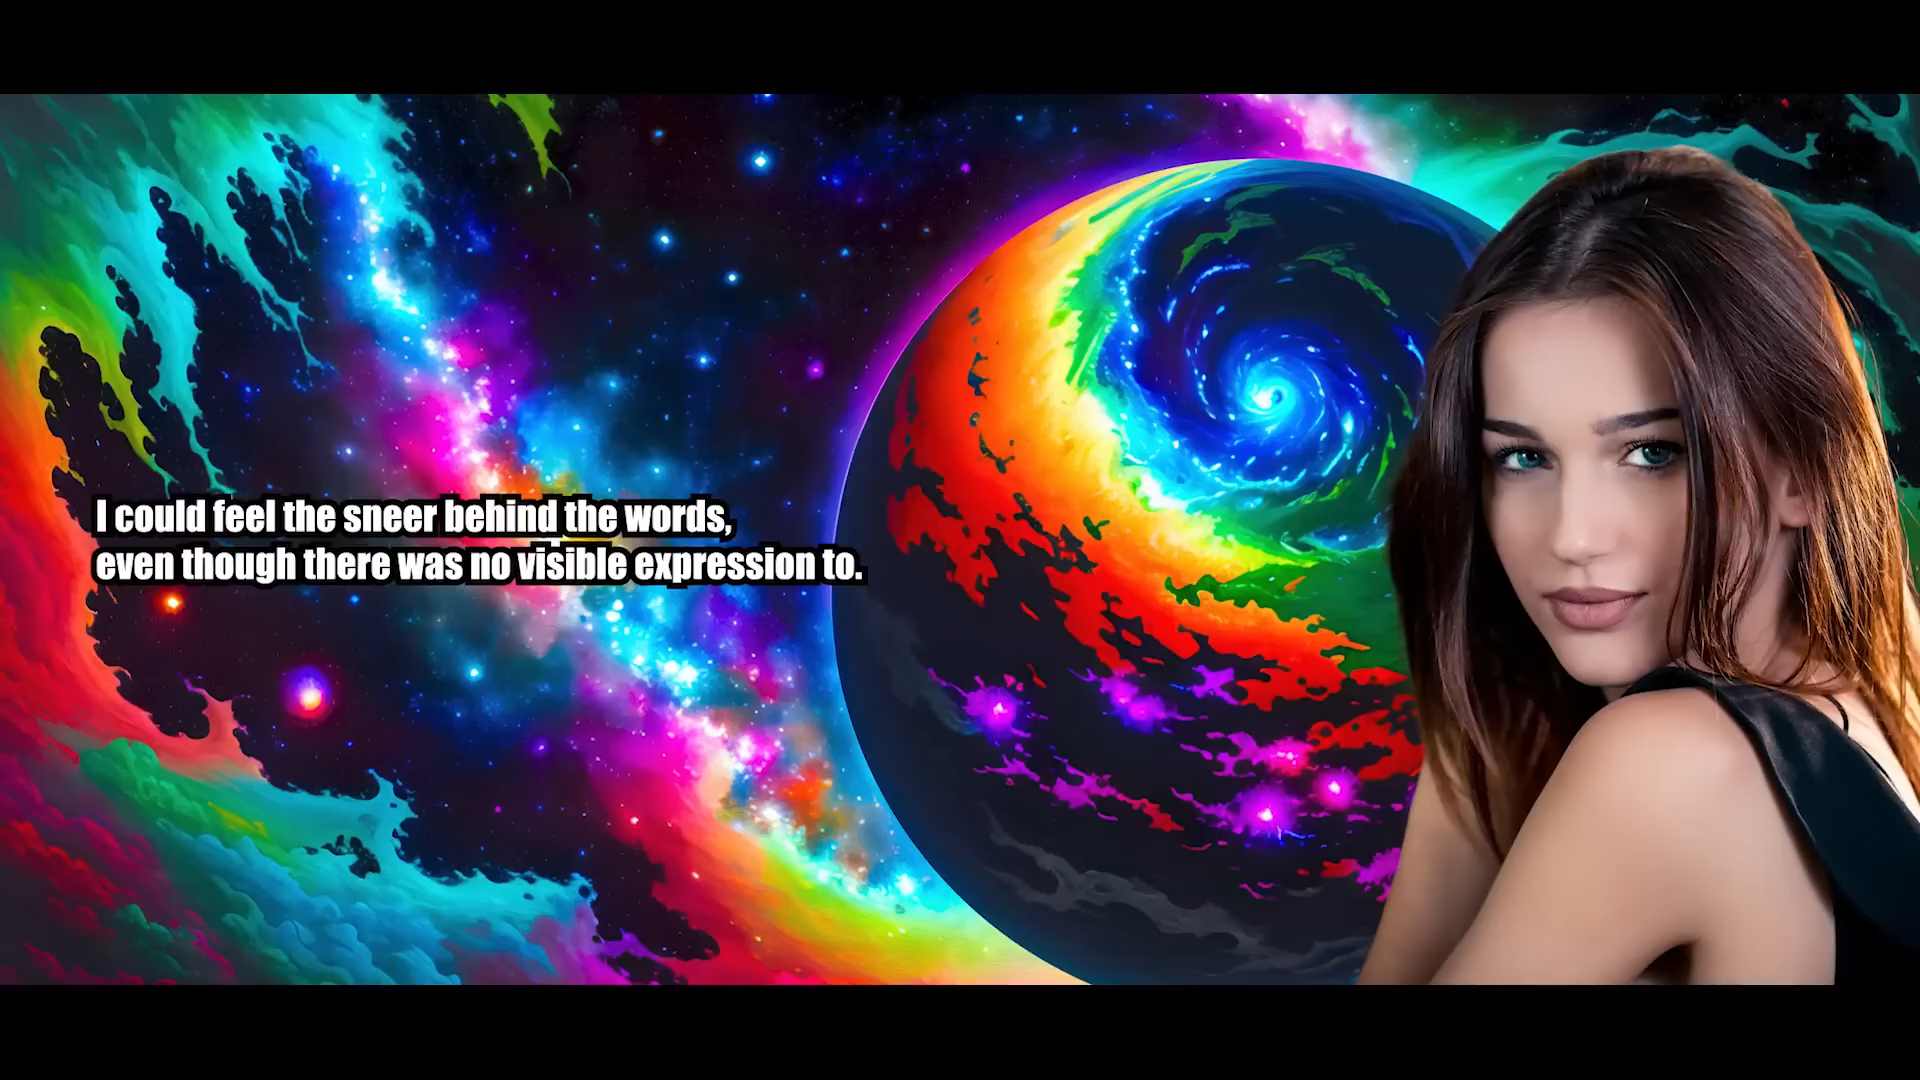 I could feel the sneer behind the words,
even though there was no visible expression to.